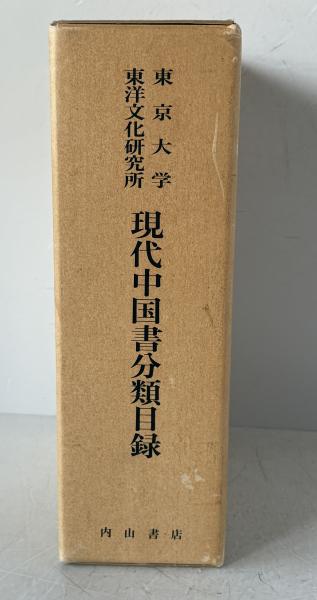 東京大学
東洋文化研究所
現代中国書分類目録
内山書店